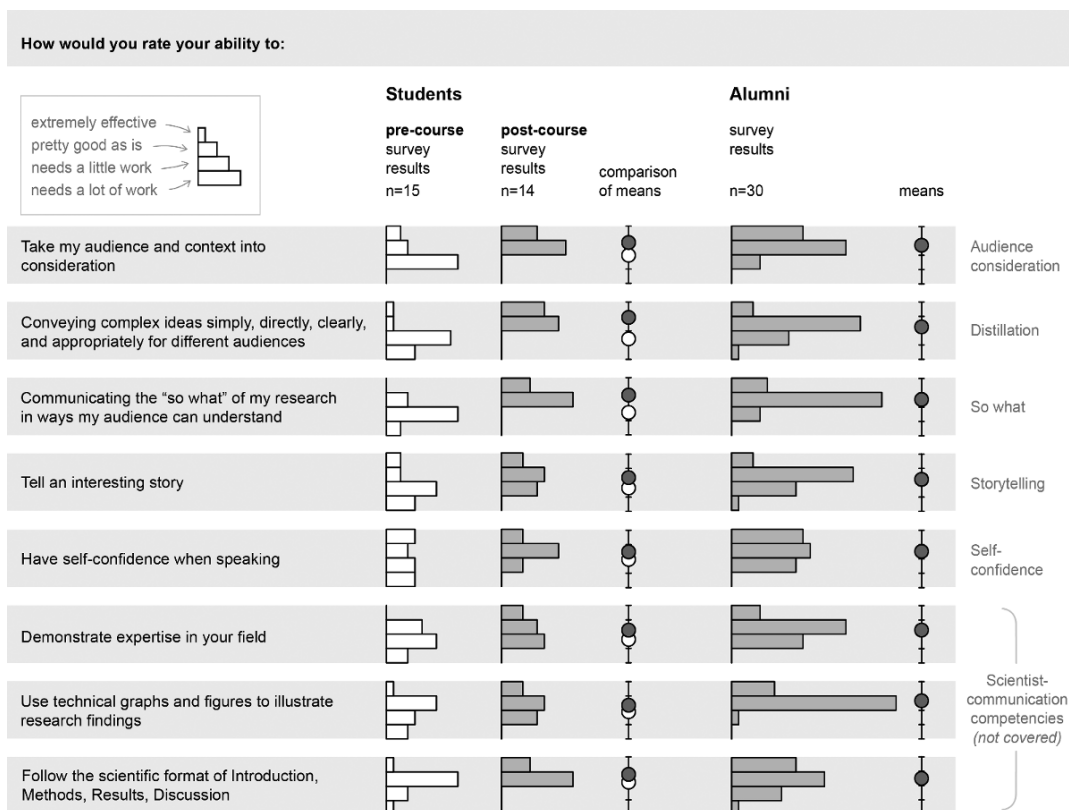 How would you rate your ability to:
extremely effective
pretty good as is
needs a little work
needs a lot of work
Students
Alumni
pre-course
survey
results
n=15
post-course
survey
results
n=14
comparison
of means
survey
results
n=30
means
Take my audience and context into
consideration
Audience
consideration
Conveying complex ideas simply, directly, clearly,
and appropriately for different audiences
Distillation
Communicating the “so what” of my research
in ways my audience can understand
So what
Tell an interesting story
Storytelling
Have self-confidence when speaking
Self-
confidence
Demonstrate expertise in your field
Use technical graphs and figures to illustrate
research findings
Scientist-
communication
competencies
(not covered)
Follow the scientific format of Introduction,
Methods, Results, Discussion